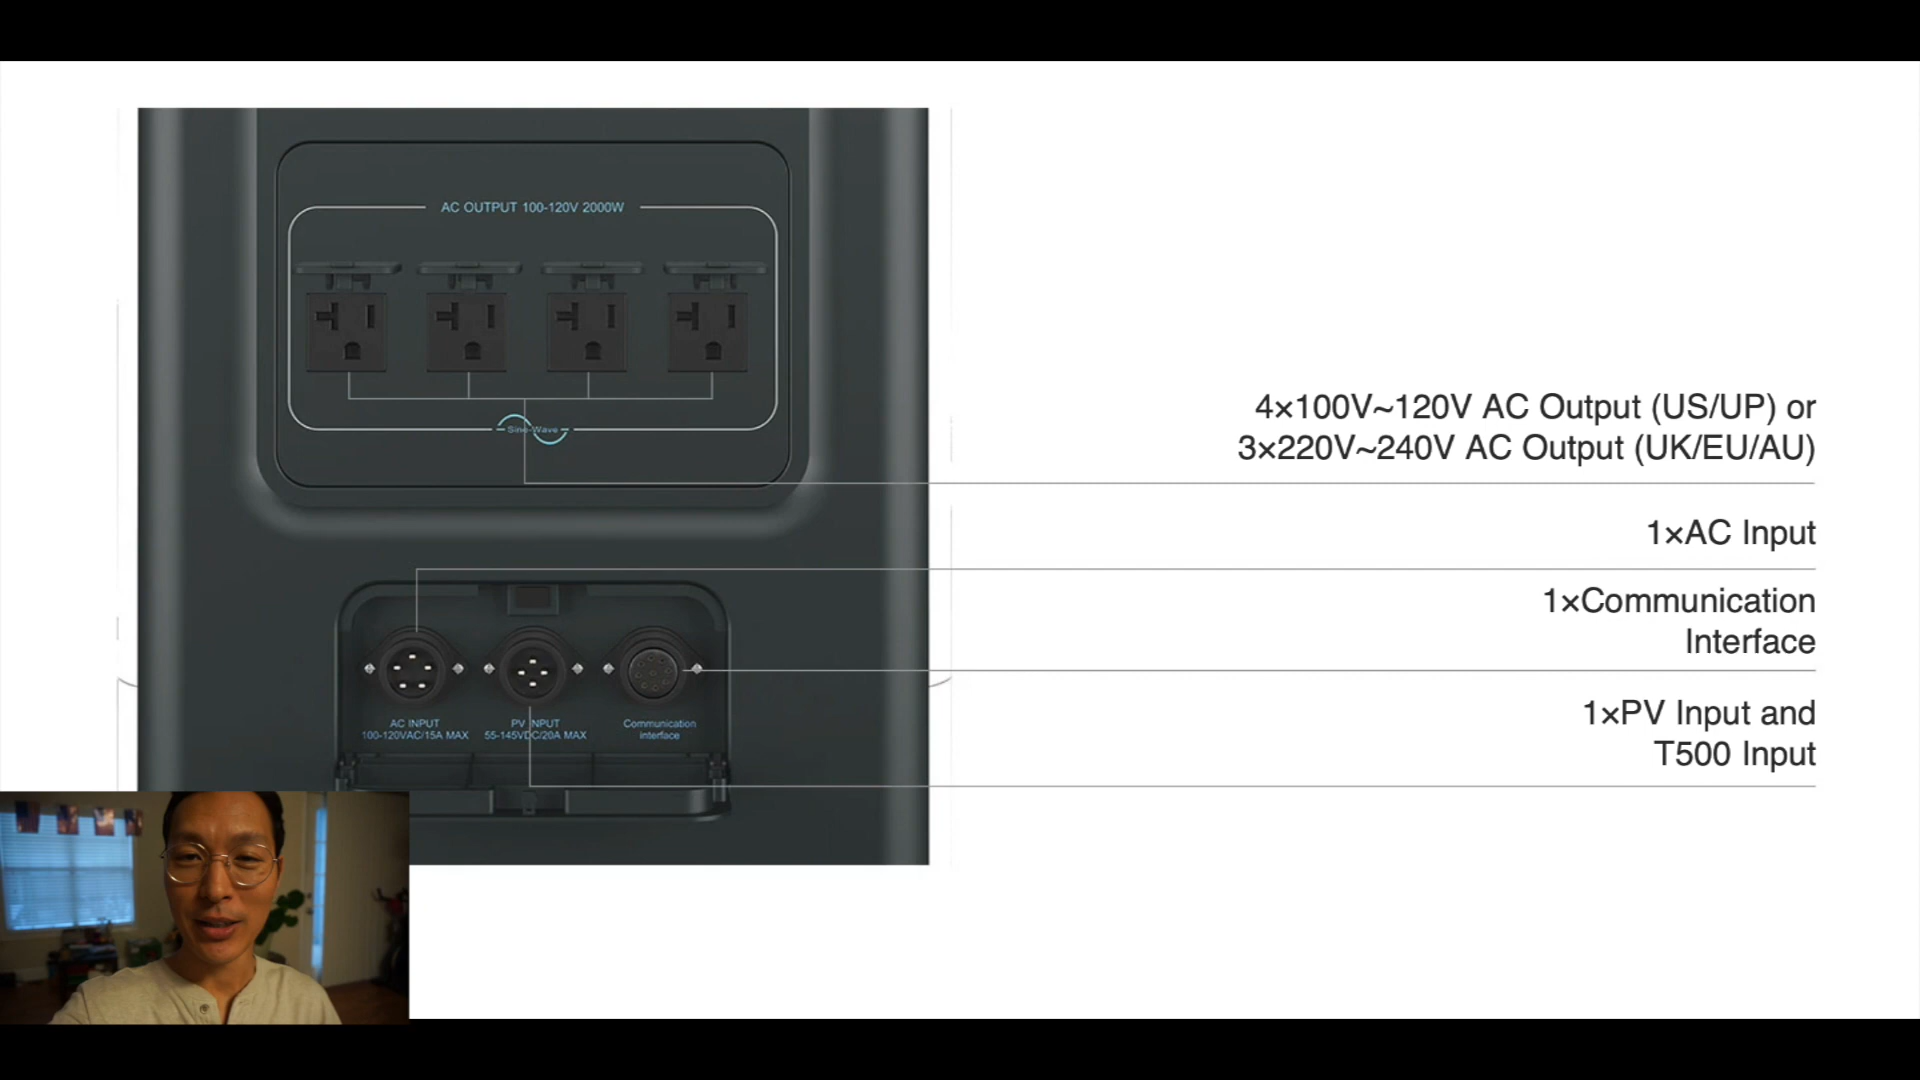 AC OUTPUT 100-120V 2000W
Sine-Wave
4×100V~120V AC Output (US/UP) or
3×220V~240V AC Output (UK/EU/AU)
1×AC Input
1×Communication
Interface
1×PV Input and
T500 Input
AC INPUT
100-120VAC/15A MAX
PV INPUT
55-145VDC/20A MAX
Communication
interface